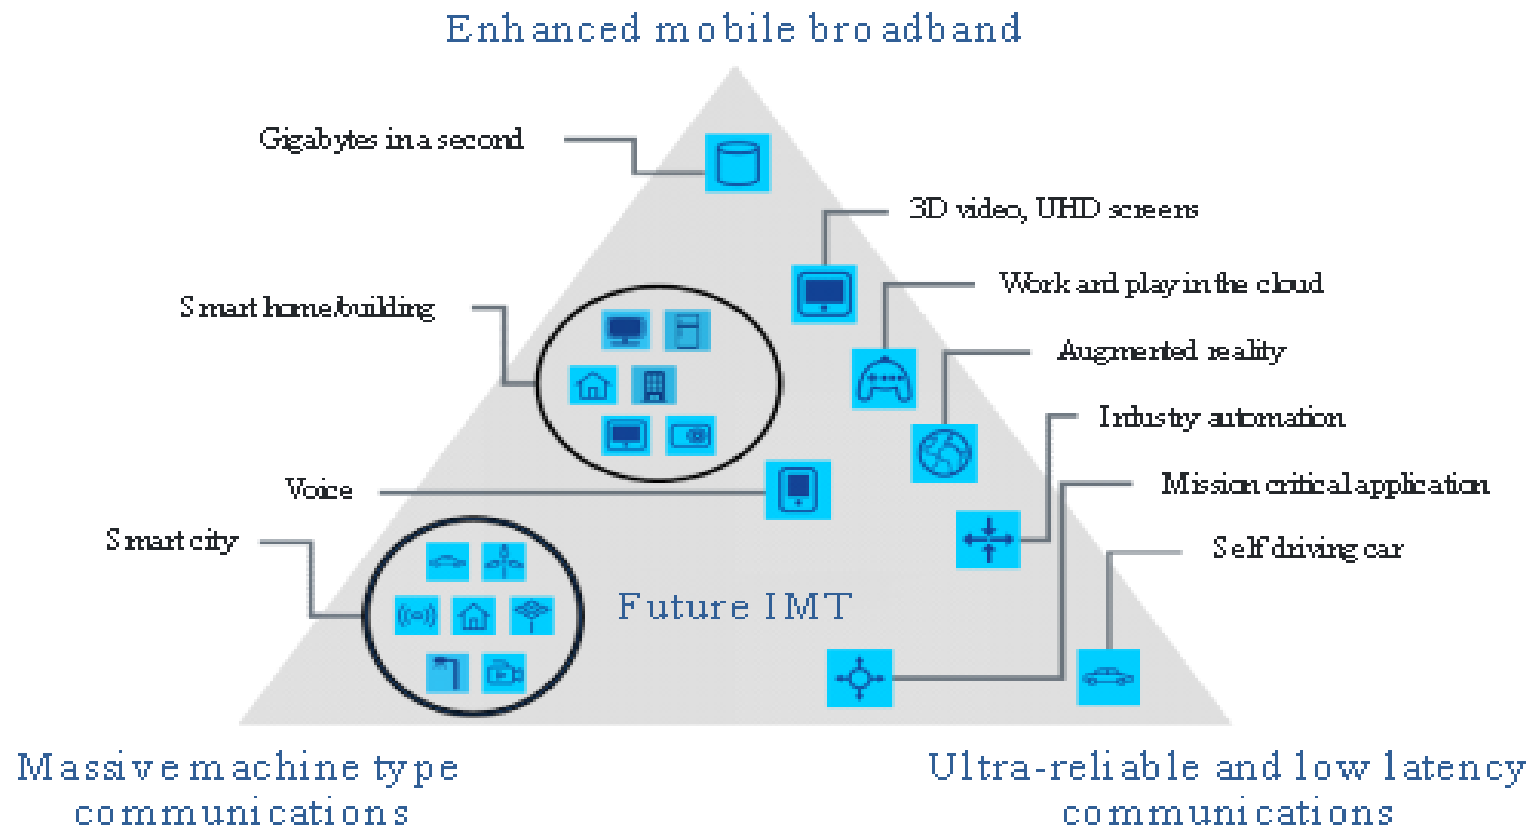 Enhanced mobile broadband
Gigabytes in a second
3D video, UHD screens
Work and play in the cloud
Smart home/building
Augmented reality
Industry automation
Voice
Mission critical application
Smart city
Self driving car
Future IMT
Massive machine type
communications
Ultra-reliable and low latency
communications